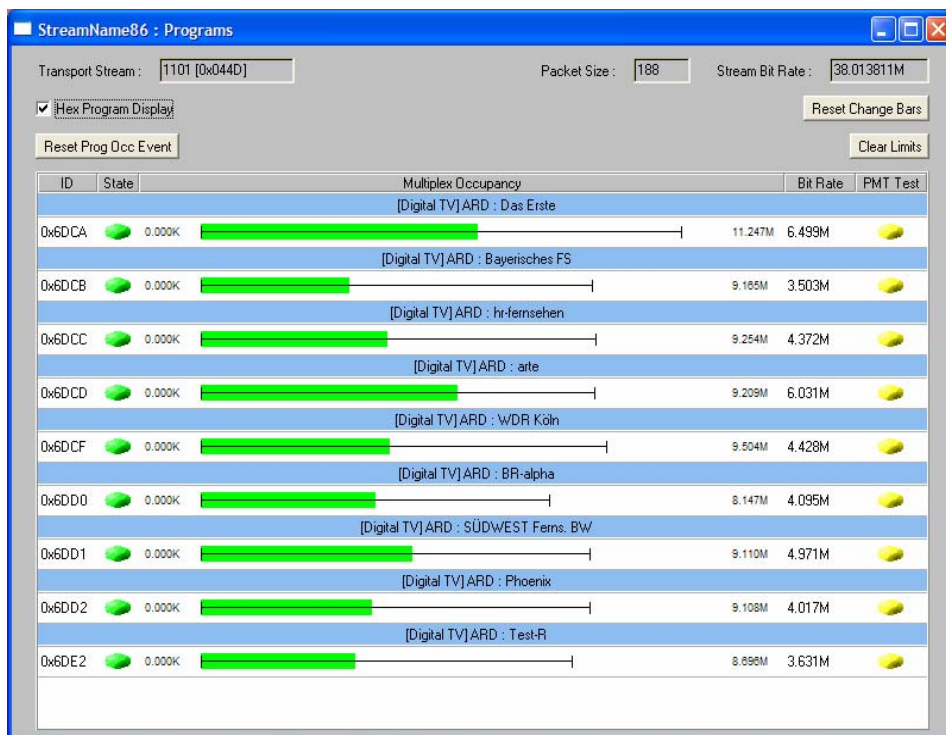 StreamName86 : Programs
Transport Stream : 1101 [0x044D] Packet Size : 188 Stream Bit Rate : 38.013811M
Hex Program Display Reset Change Bars
Reset Prog Occ Event Clear Limits
ID State Multiplex Occupancy Bit Rate PMT Test
[Digital TV] ARD : Das Erste
0x6DCA 0.000K 11.247M 6.499M
[Digital TV] ARD : Bayerisches FS
0x6DCB 0.000K 9.165M 3.503M
[Digital TV] ARD : hr-fernsehen
0x6DCC 0.000K 9.254M 4.372M
[Digital TV] ARD : arte
0x6DCD 0.000K 9.209M 6.031M
[Digital TV] ARD : WDR Köln
0x6DCF 0.000K 9.504M 4.428M
[Digital TV] ARD : BR-alpha
0x6DD0 0.000K 8.147M 4.095M
[Digital TV] ARD : SÜDWEST Ferns. BW
0x6DD1 0.000K 9.110M 4.971M
[Digital TV] ARD : Phoenix
0x6DD2 0.000K 9.108M 4.017M
[Digital TV] ARD : Test-R
0x6DE2 0.000K 8.696M 3.631M